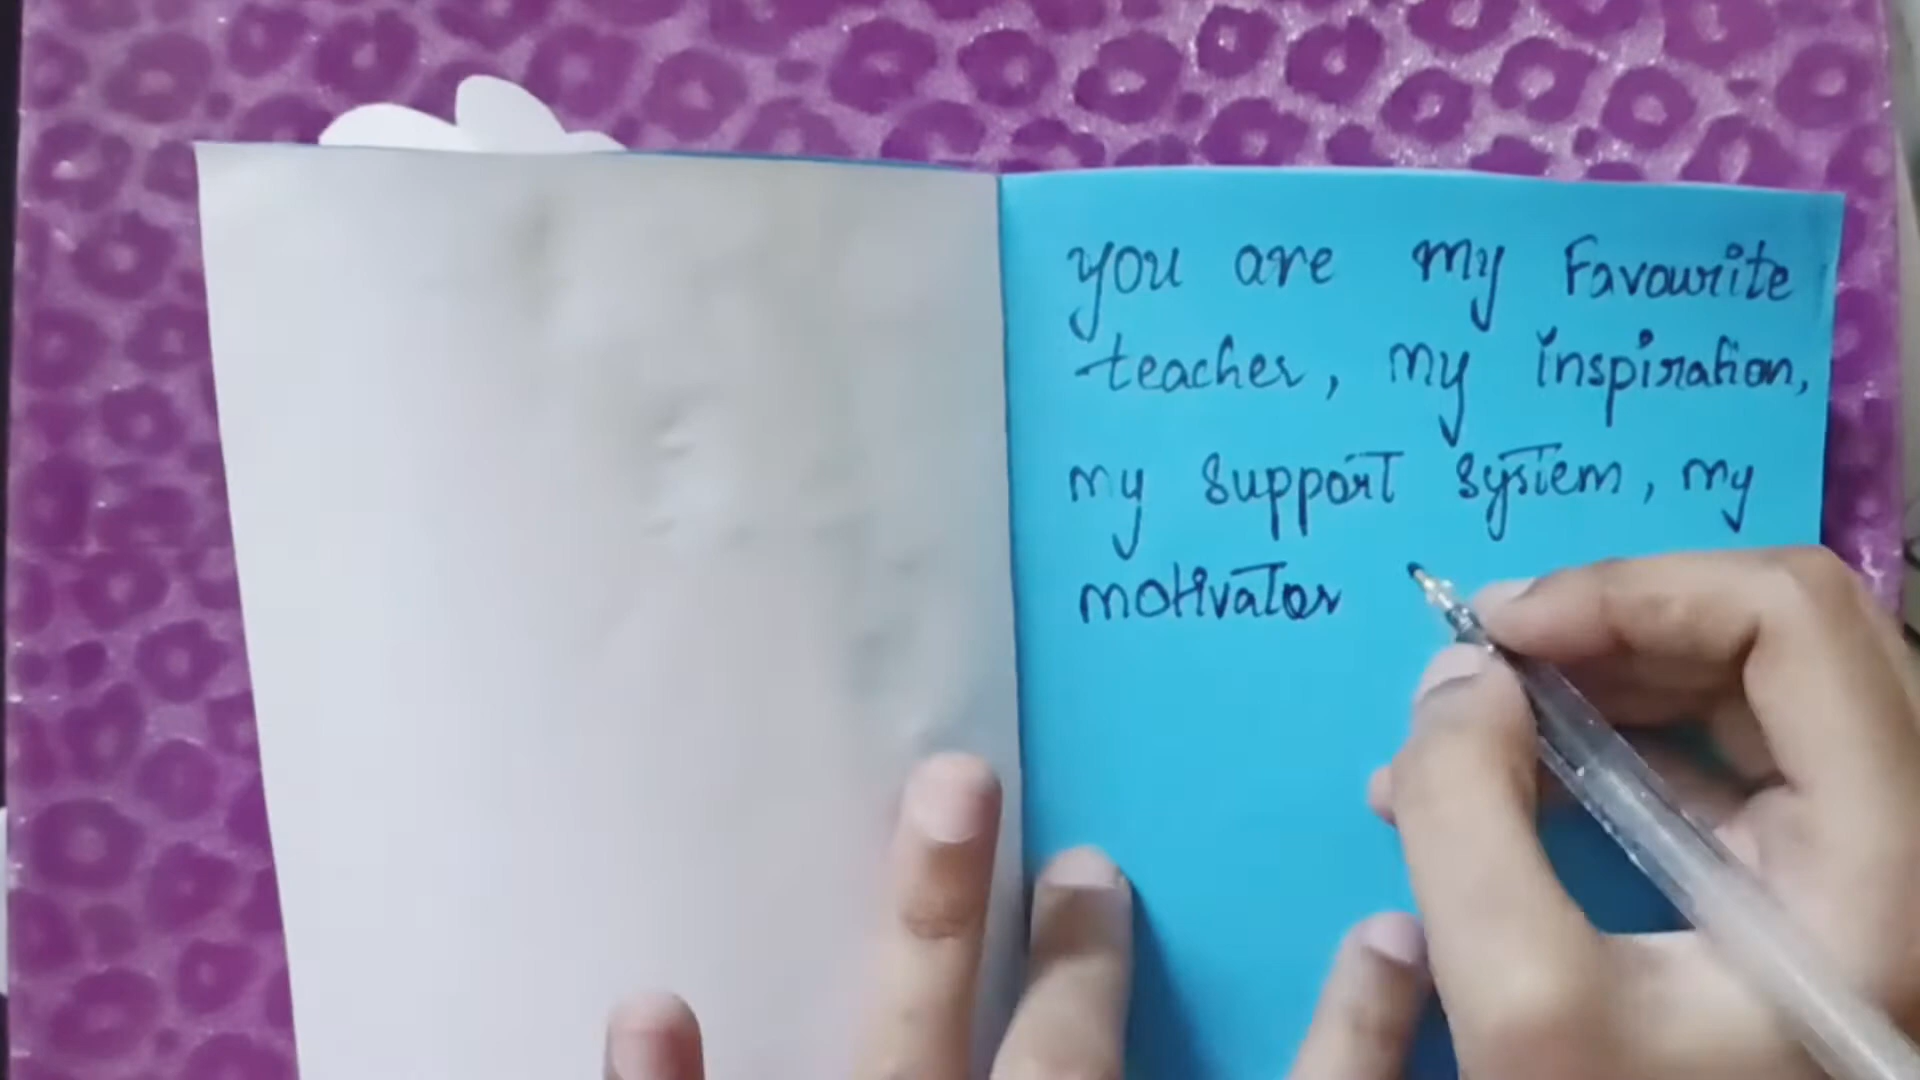 you are my Favourite
teacher, my inspiration,
my support system, my
motivator